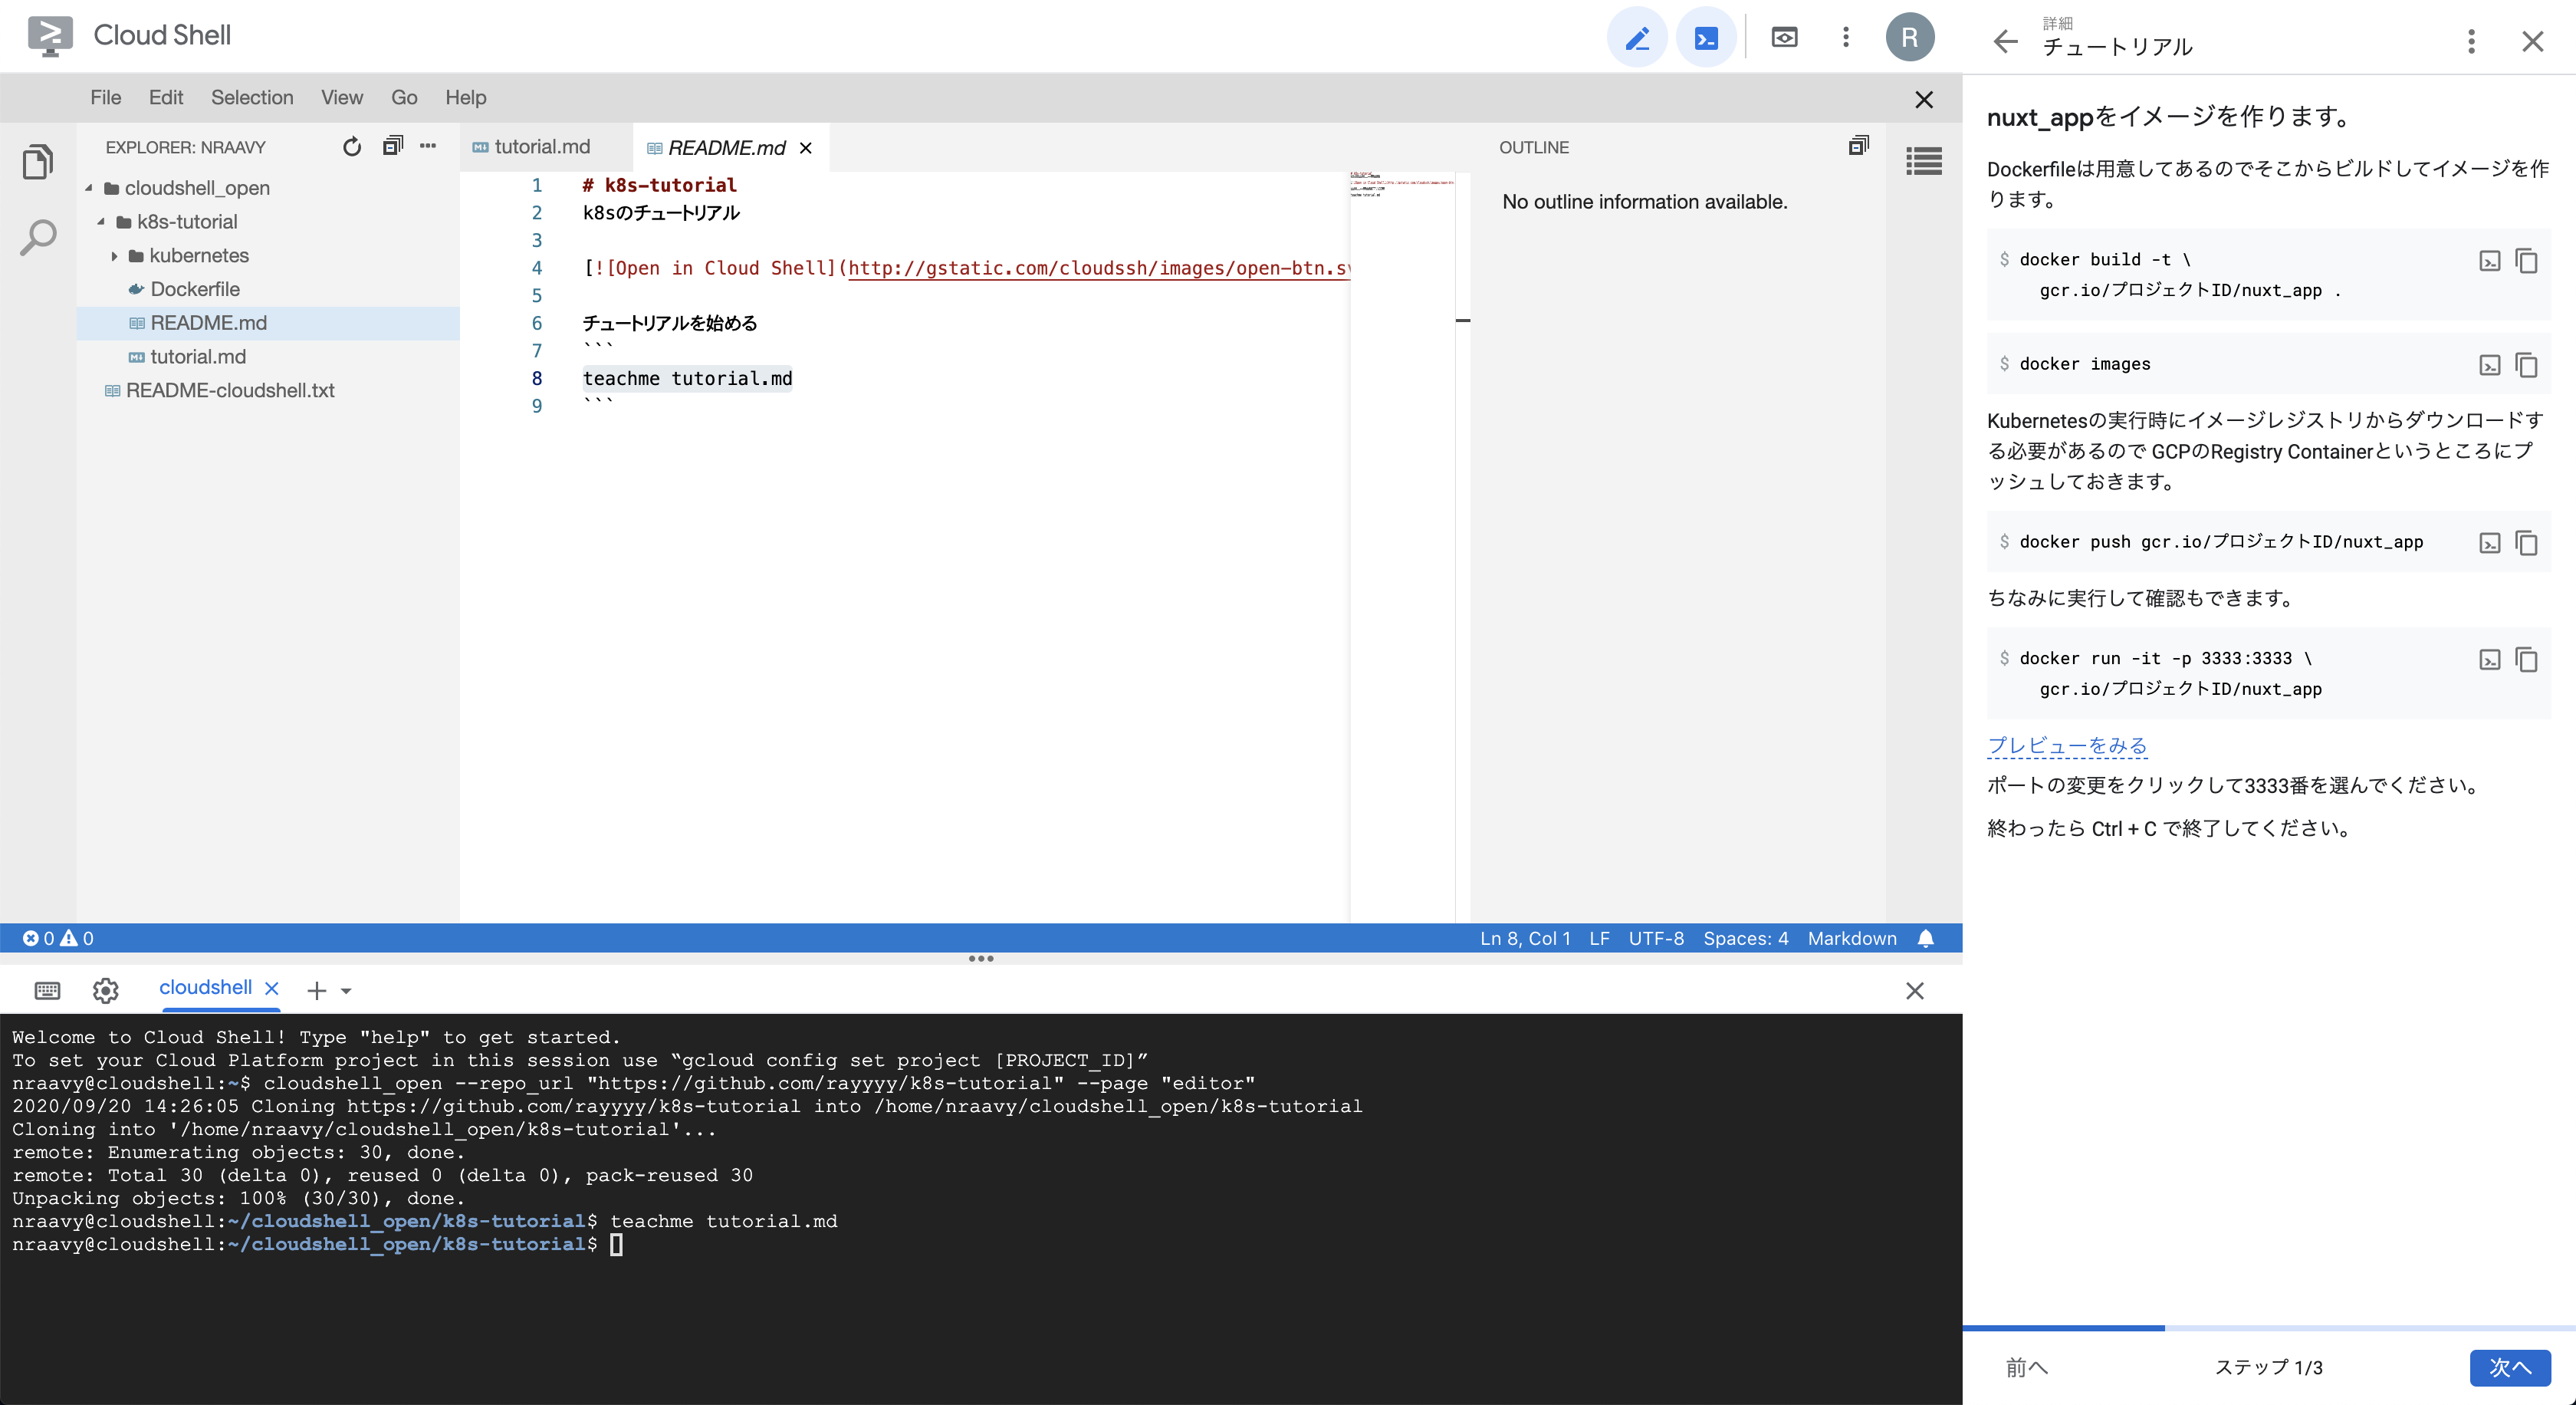 Cloud Shell
R
File Edit Selection View Go Help
EXPLORER: NRAAVY
cloudshell_open
k8s-tutorial
kubernetes
Dockerfile
README.md
tutorial.md
README-cloudshell.txt
tutorial.md
README.md
1 # k8s-tutorial
2 k8sのチュートリアル
3
4 [![Open in Cloud Shell](http://gstatic.com/cloudssh/images/open-btn.sv
5
6 チュートリアルを始める
7 ```
8 teachme tutorial.md
9 ```
OUTLINE
No outline information available.
0 0
Ln 8, Col 1 LF UTF-8 Spaces: 4 Markdown
cloudshell
Welcome to Cloud Shell! Type "help" to get started.
To set your Cloud Platform project in this session use “gcloud config set project [PROJECT_ID]”
nraavy@cloudshell:~$ cloudshell_open --repo_url "https://github.com/rayyyy/k8s-tutorial" --page "editor"
2020/09/20 14:26:05 Cloning https://github.com/rayyyy/k8s-tutorial into /home/nraavy/cloudshell_open/k8s-tutorial
Cloning into '/home/nraavy/cloudshell_open/k8s-tutorial'...
remote: Enumerating objects: 30, done.
remote: Total 30 (delta 0), reused 0 (delta 0), pack-reused 30
Unpacking objects: 100% (30/30), done.
nraavy@cloudshell:~/cloudshell_open/k8s-tutorial$ teachme tutorial.md
nraavy@cloudshell:~/cloudshell_open/k8s-tutorial$
詳細
チュートリアル
nuxt_appをイメージを作ります。
Dockerfileは用意してあるのでそこからビルドしてイメージを作
ります。
$ docker build -t \
gcr.io/プロジェクトID/nuxt_app .
$ docker images
Kubernetesの実行時にイメージレジストリからダウンロードす
る必要があるので GCPのRegistry Containerというところにプ
ッシュしておきます。
$ docker push gcr.io/プロジェクトID/nuxt_app
ちなみに実行して確認もできます。
$ docker run -it -p 3333:3333 \
gcr.io/プロジェクトID/nuxt_app
プレビューをみる
ポートの変更をクリックして3333番を選んでください。
終わったら Ctrl + C で終了してください。
前へ ステップ 1/3 次へ